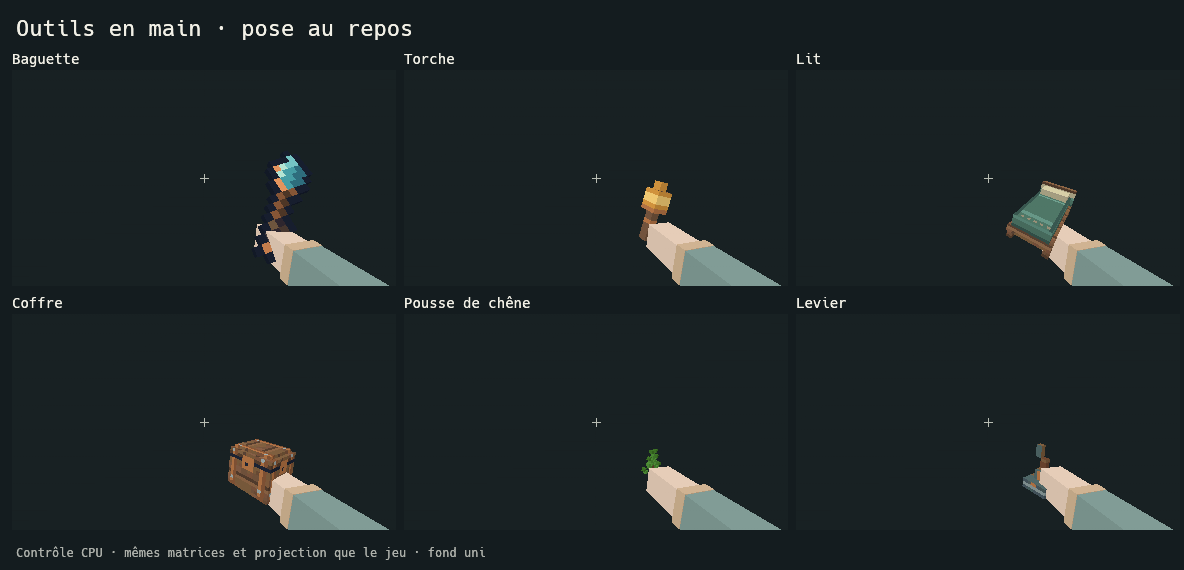 Outils en main · pose au repos
Baguette
Torche
Lit
Coffre
Pousse de chêne
Levier
Contrôle CPU · mêmes matrices et projection que le jeu · fond uni